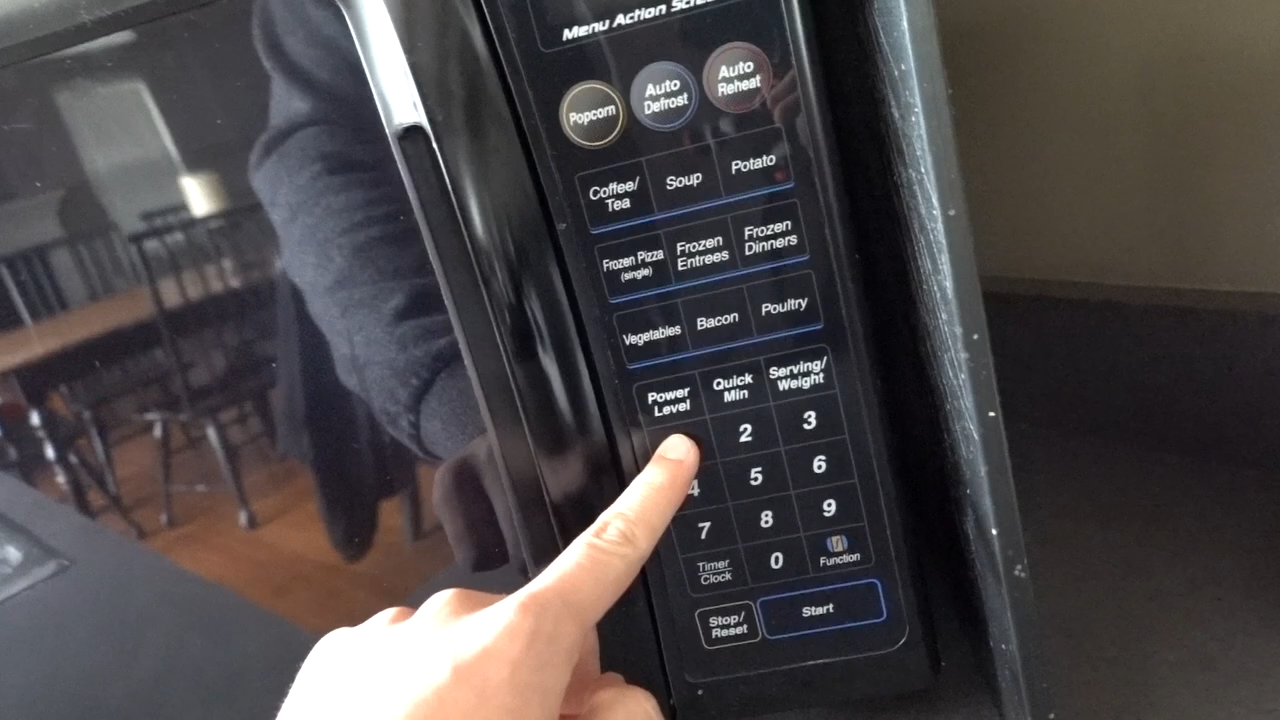 Menu Action
Popcorn
Auto
Defrost
Auto
Reheat
Coffee/
Tea
Soup
Potato
Frozen Pizza
(single)
Frozen
Entrees
Frozen
Dinners
Vegetables
Bacon
Poultry
Power
Level
Quick
Min
Serving/
Weight
2
3
4
5
6
7
8
9
Timer
Clock
0
Function
Stop/
Reset
Start